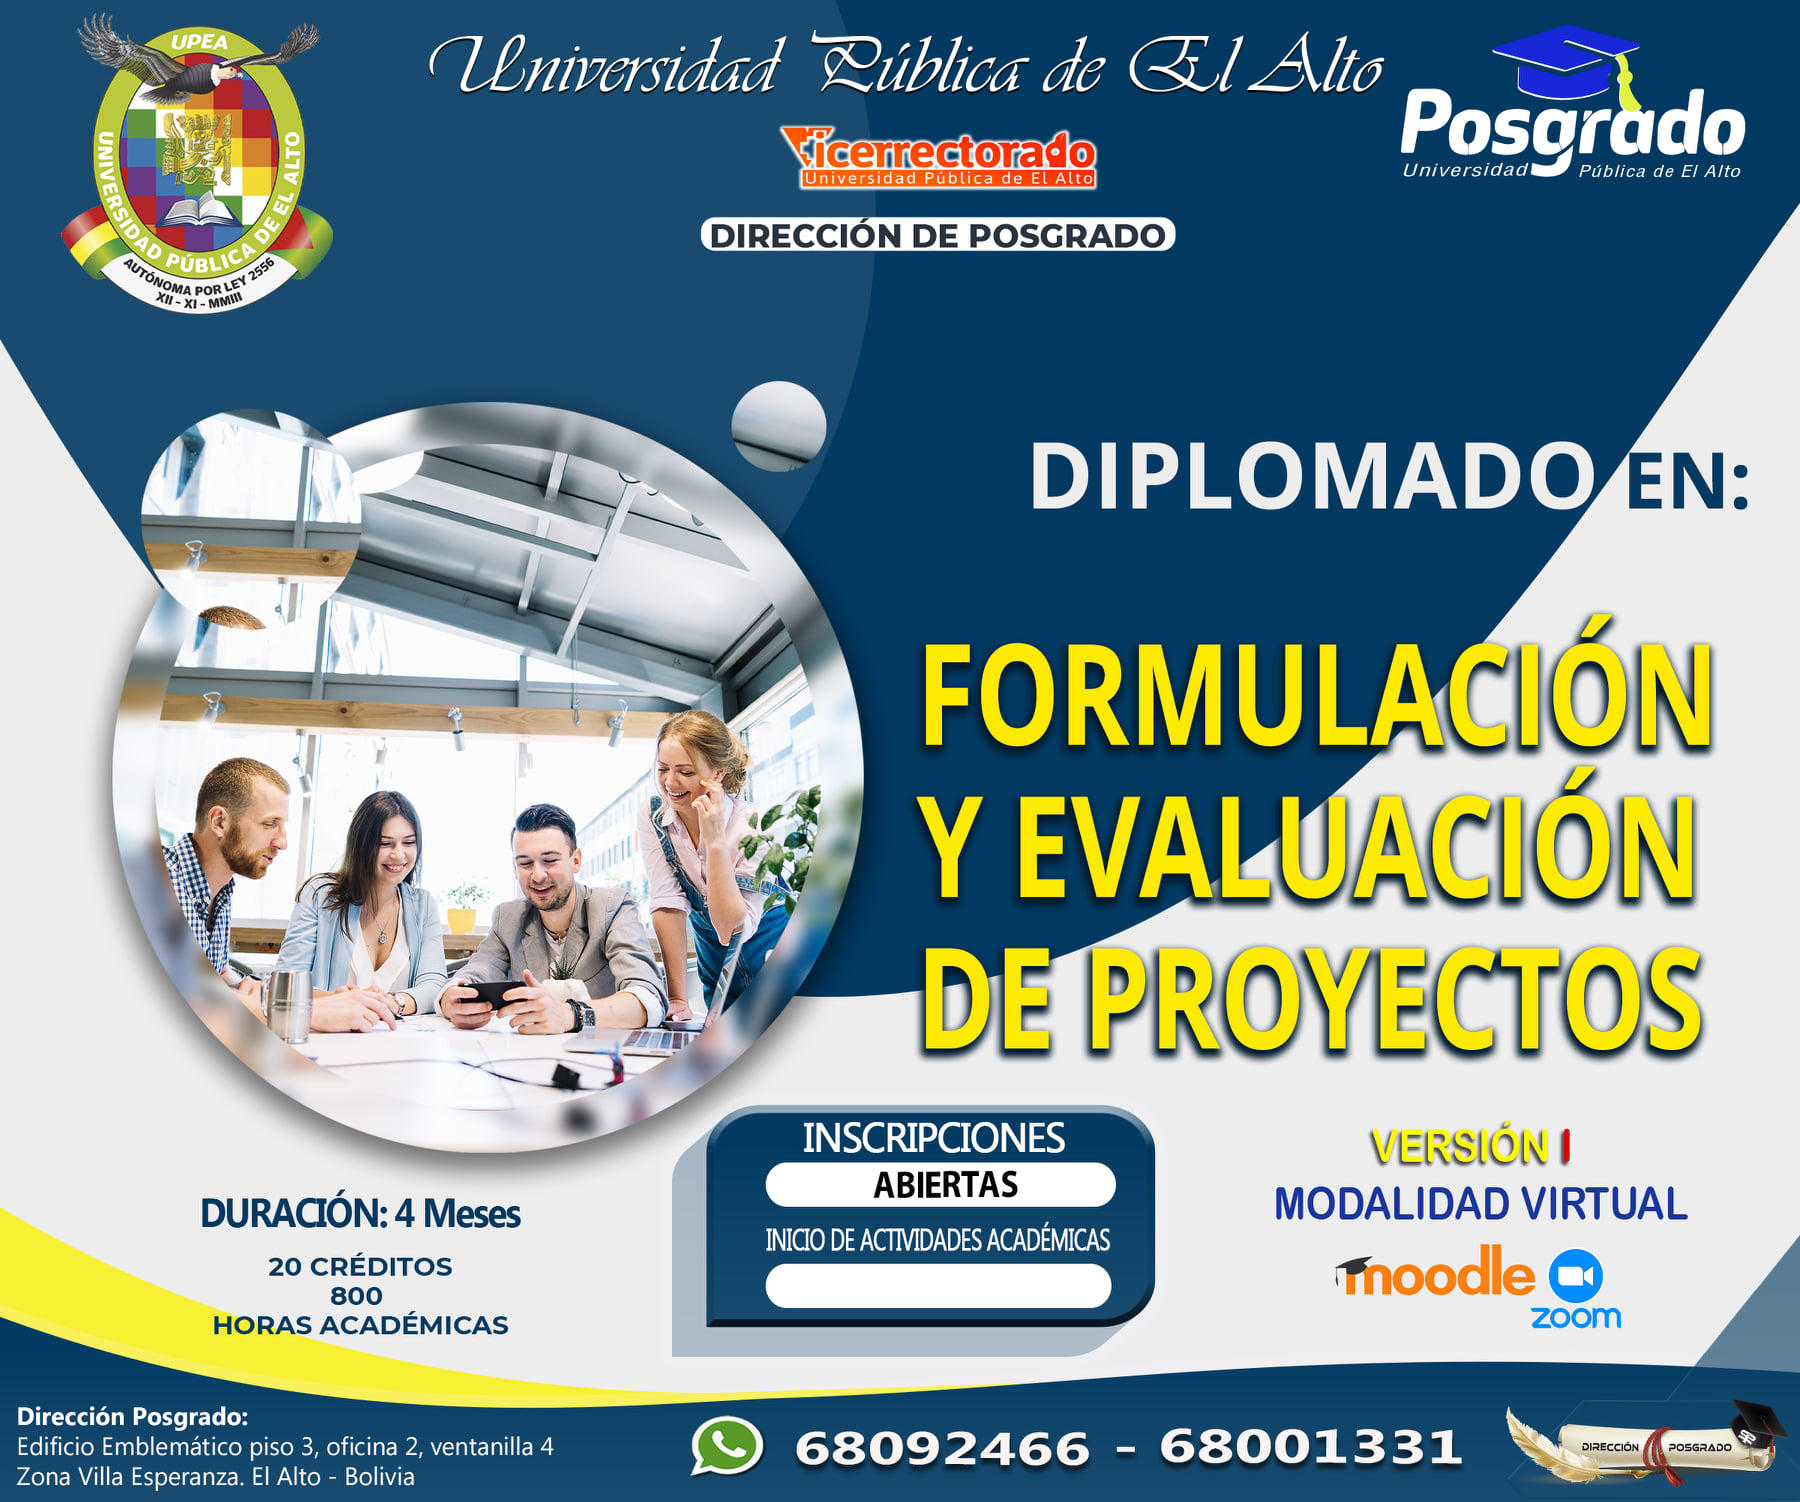 UPEA
UNIVERSIDAD PÚBLICA DE EL ALTO
AUTÓNOMA POR LEY 2556
XII - XI - MMIII
Universidad Pública de El Alto
Vicerrectorado
Universidad Pública de El Alto
DIRECCIÓN DE POSGRADO
Posgrado
Universidad Pública de El Alto
DIPLOMADO EN:
FORMULACIÓN
Y EVALUACIÓN
DE PROYECTOS
INSCRIPCIONES
ABIERTAS
INICIO DE ACTIVIDADES ACADÉMICAS
VERSIÓN I
MODALIDAD VIRTUAL
moodle
zoom
DURACIÓN: 4 Meses
20 CRÉDITOS
800
HORAS ACADÉMICAS
Dirección Posgrado:
Edificio Emblemático piso 3, oficina 2, ventanilla 4
Zona Villa Esperanza. El Alto - Bolivia
68092466 - 68001331
DIRECCIÓN POSGRADO